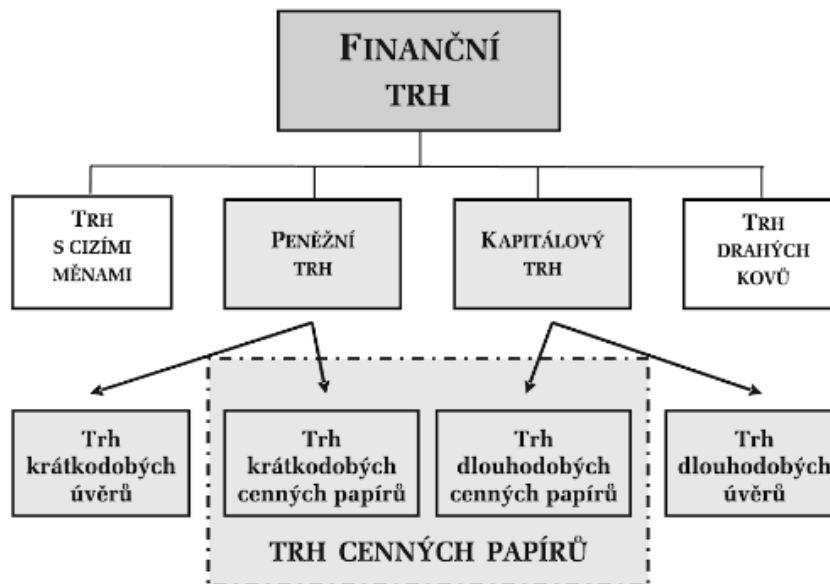 FINANČNÍ
TRH
TRH
S CIZÍMI
MĚNAMI
PENĚŽNÍ
TRH
KAPITÁLOVÝ
TRH
TRH
DRAHÝCH
KOVŮ
Trh
krátkodobých
úvěrů
Trh
krátkodobých
cenných papírů
Trh
dlouhodobých
cenných papírů
Trh
dlouhodobých
úvěrů
TRH CENNÝCH PAPÍRŮ